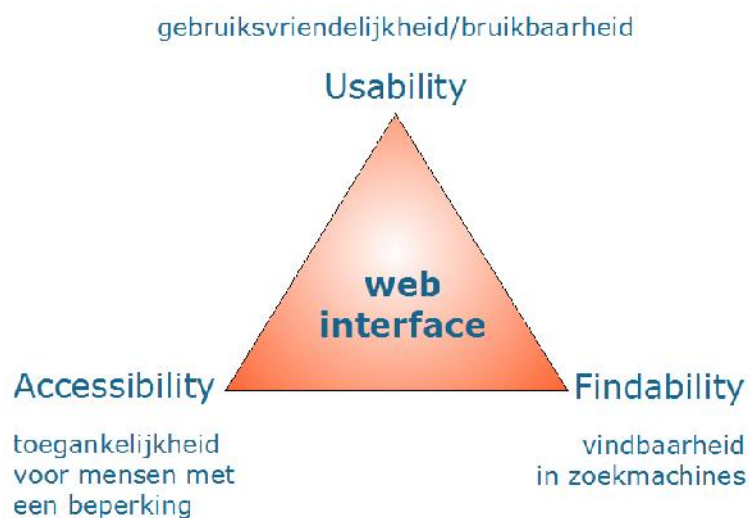 gebruiksvriendelijkheid/bruikbaarheid
Usability
web
interface
Accessibility
Findability
toegankelijkheid
voor mensen met
een beperking
vindbaarheid
in zoekmachines